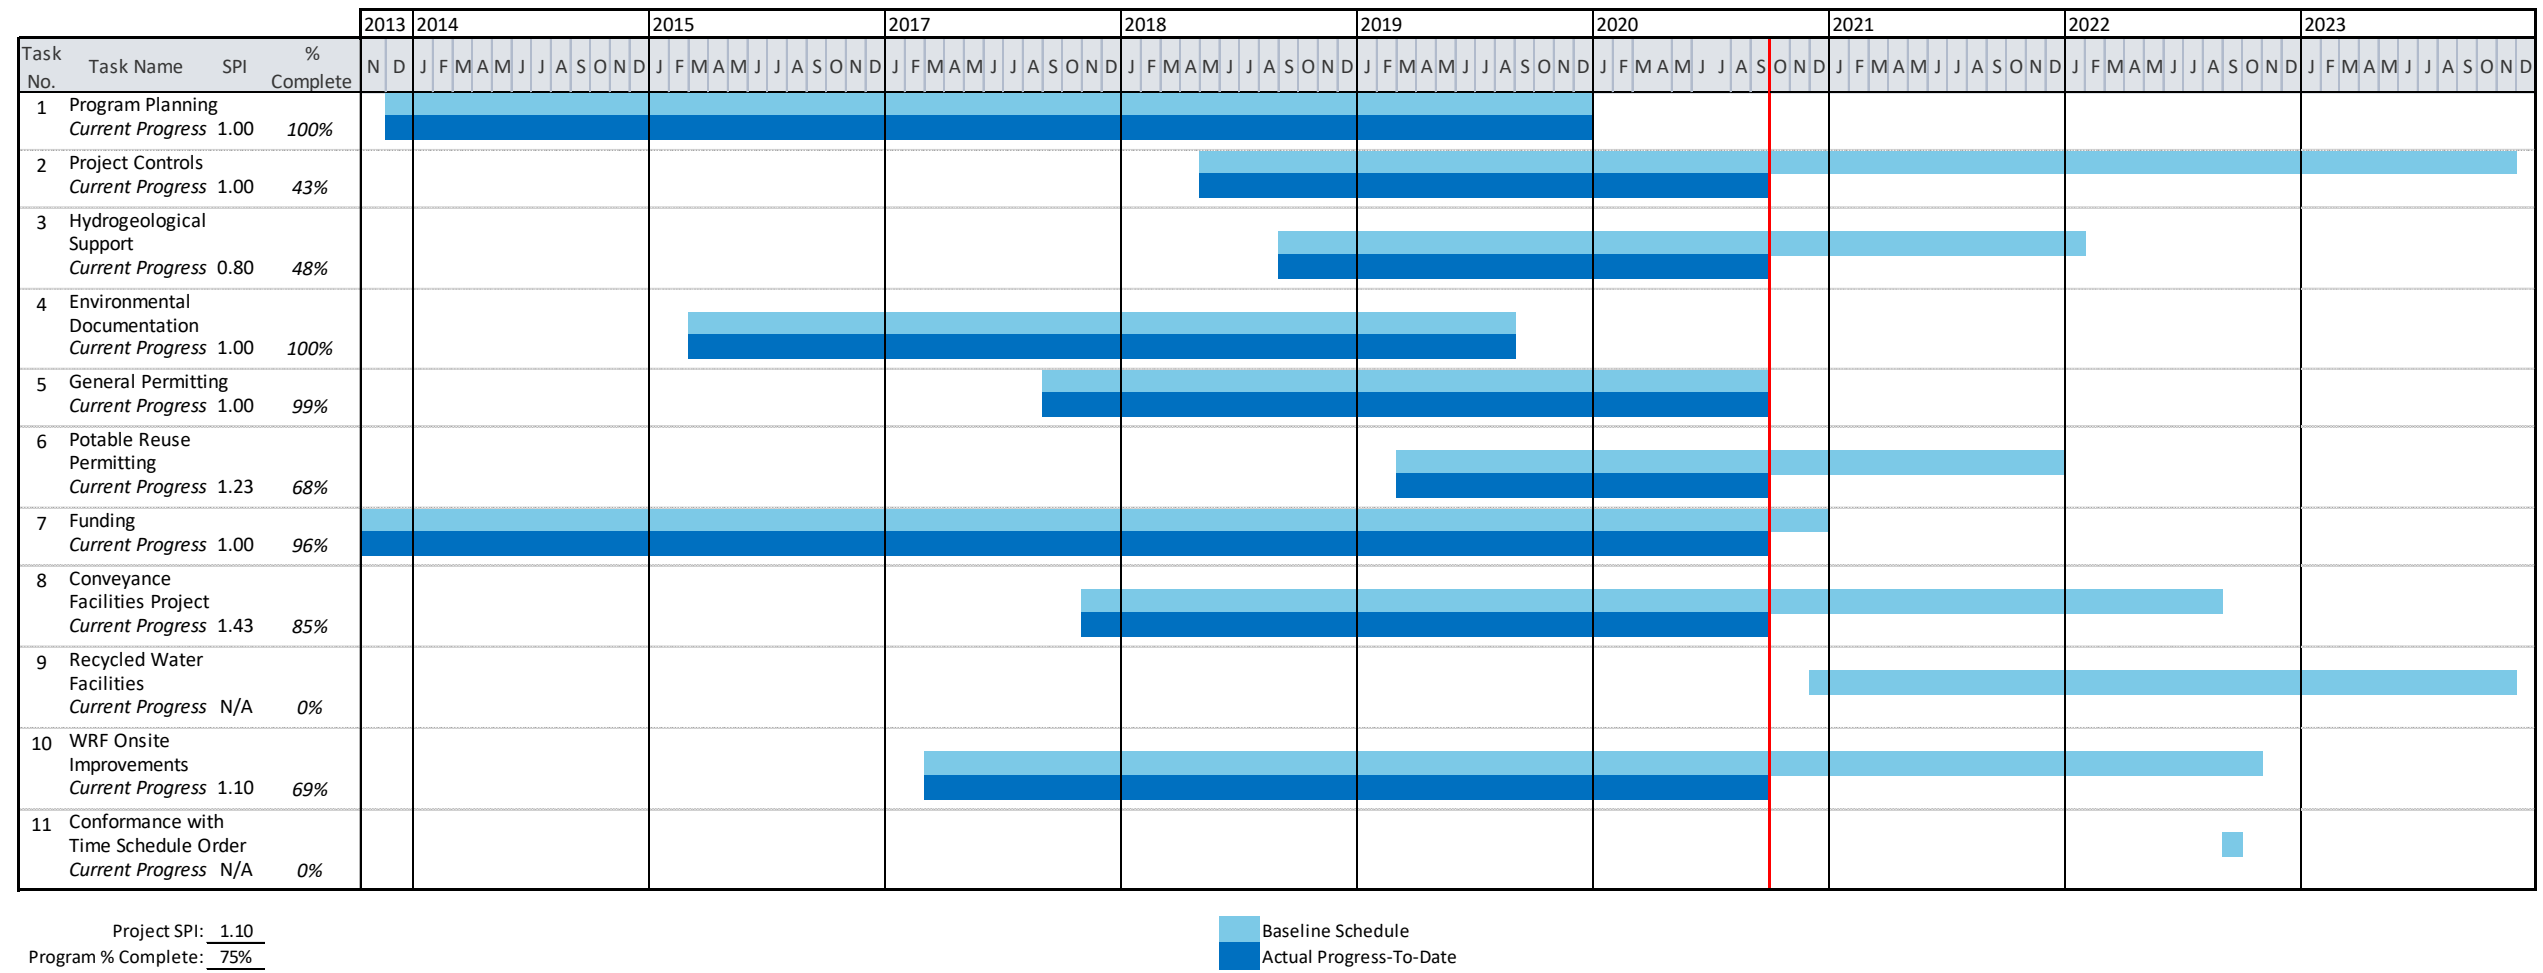 2013 2014 2015 2017 2018 2019 2020 2021 2022 2023
Task No. Task Name SPI % Complete N D J F M A M J J A S O N D J F M A M J J A S O N D J F M A M J J A S O N D J F M A M J J A S O N D J F M A M J J A S O N D J F M A M J J A S O N D J F M A M J J A S O N D J F M A M J J A S O N D J F M A M J J A S O N D
1 Program Planning
Current Progress 1.00 100%
2 Project Controls
Current Progress 1.00 43%
3 Hydrogeological
Support
Current Progress 0.80 48%
4 Environmental
Documentation
Current Progress 1.00 100%
5 General Permitting
Current Progress 1.00 99%
6 Potable Reuse
Permitting
Current Progress 1.23 68%
7 Funding
Current Progress 1.00 96%
8 Conveyance
Facilities Project
Current Progress 1.43 85%
9 Recycled Water
Facilities
Current Progress N/A 0%
10 WRF Onsite
Improvements
Current Progress 1.10 69%
11 Conformance with
Time Schedule Order
Current Progress N/A 0%
Project SPI: 1.10
Program % Complete: 75%
Baseline Schedule
Actual Progress-To-Date